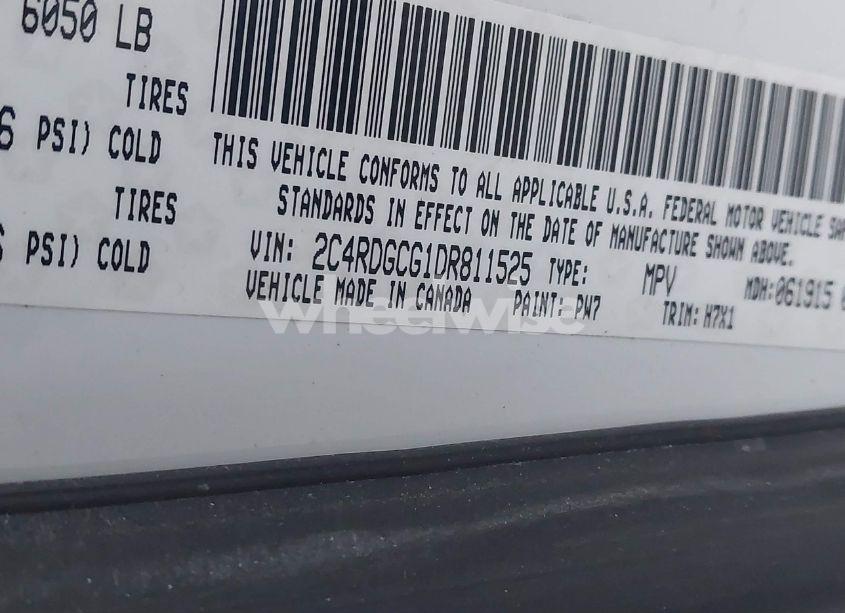 6050 LB
TIRES
PSI) COLD
TIRES
PSI) COLD
THIS VEHICLE CONFORMS TO ALL APPLICABLE U.S.A. FEDERAL MOTOR VEHICLE
STANDARDS IN EFFECT ON THE DATE OF MANUFACTURE SHOWN ABOVE.
VIN: 2C4RDGCG1DR811525 TYPE: MPV MDH:061915
VEHICLE MADE IN CANADA PAINT: PW7 TRIM: H7X1
wheelwise